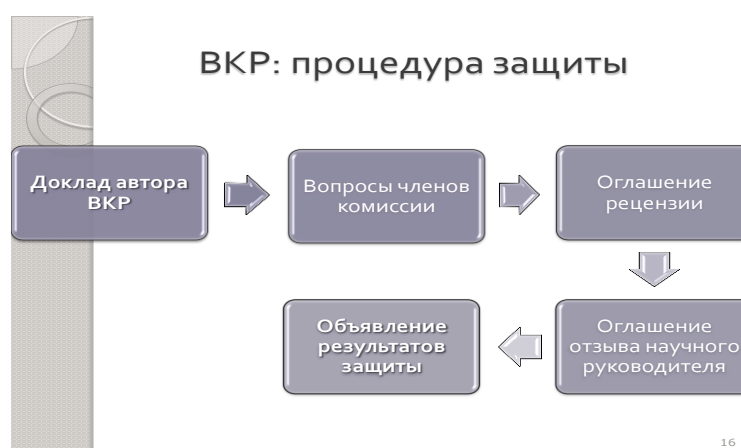 ВКР: процедура защиты
Доклад автора
ВКР
Вопросы членов
комиссии
Оглашение
рецензии
Оглашение
отзыва научного
руководителя
Объявление
результатов
защиты
16